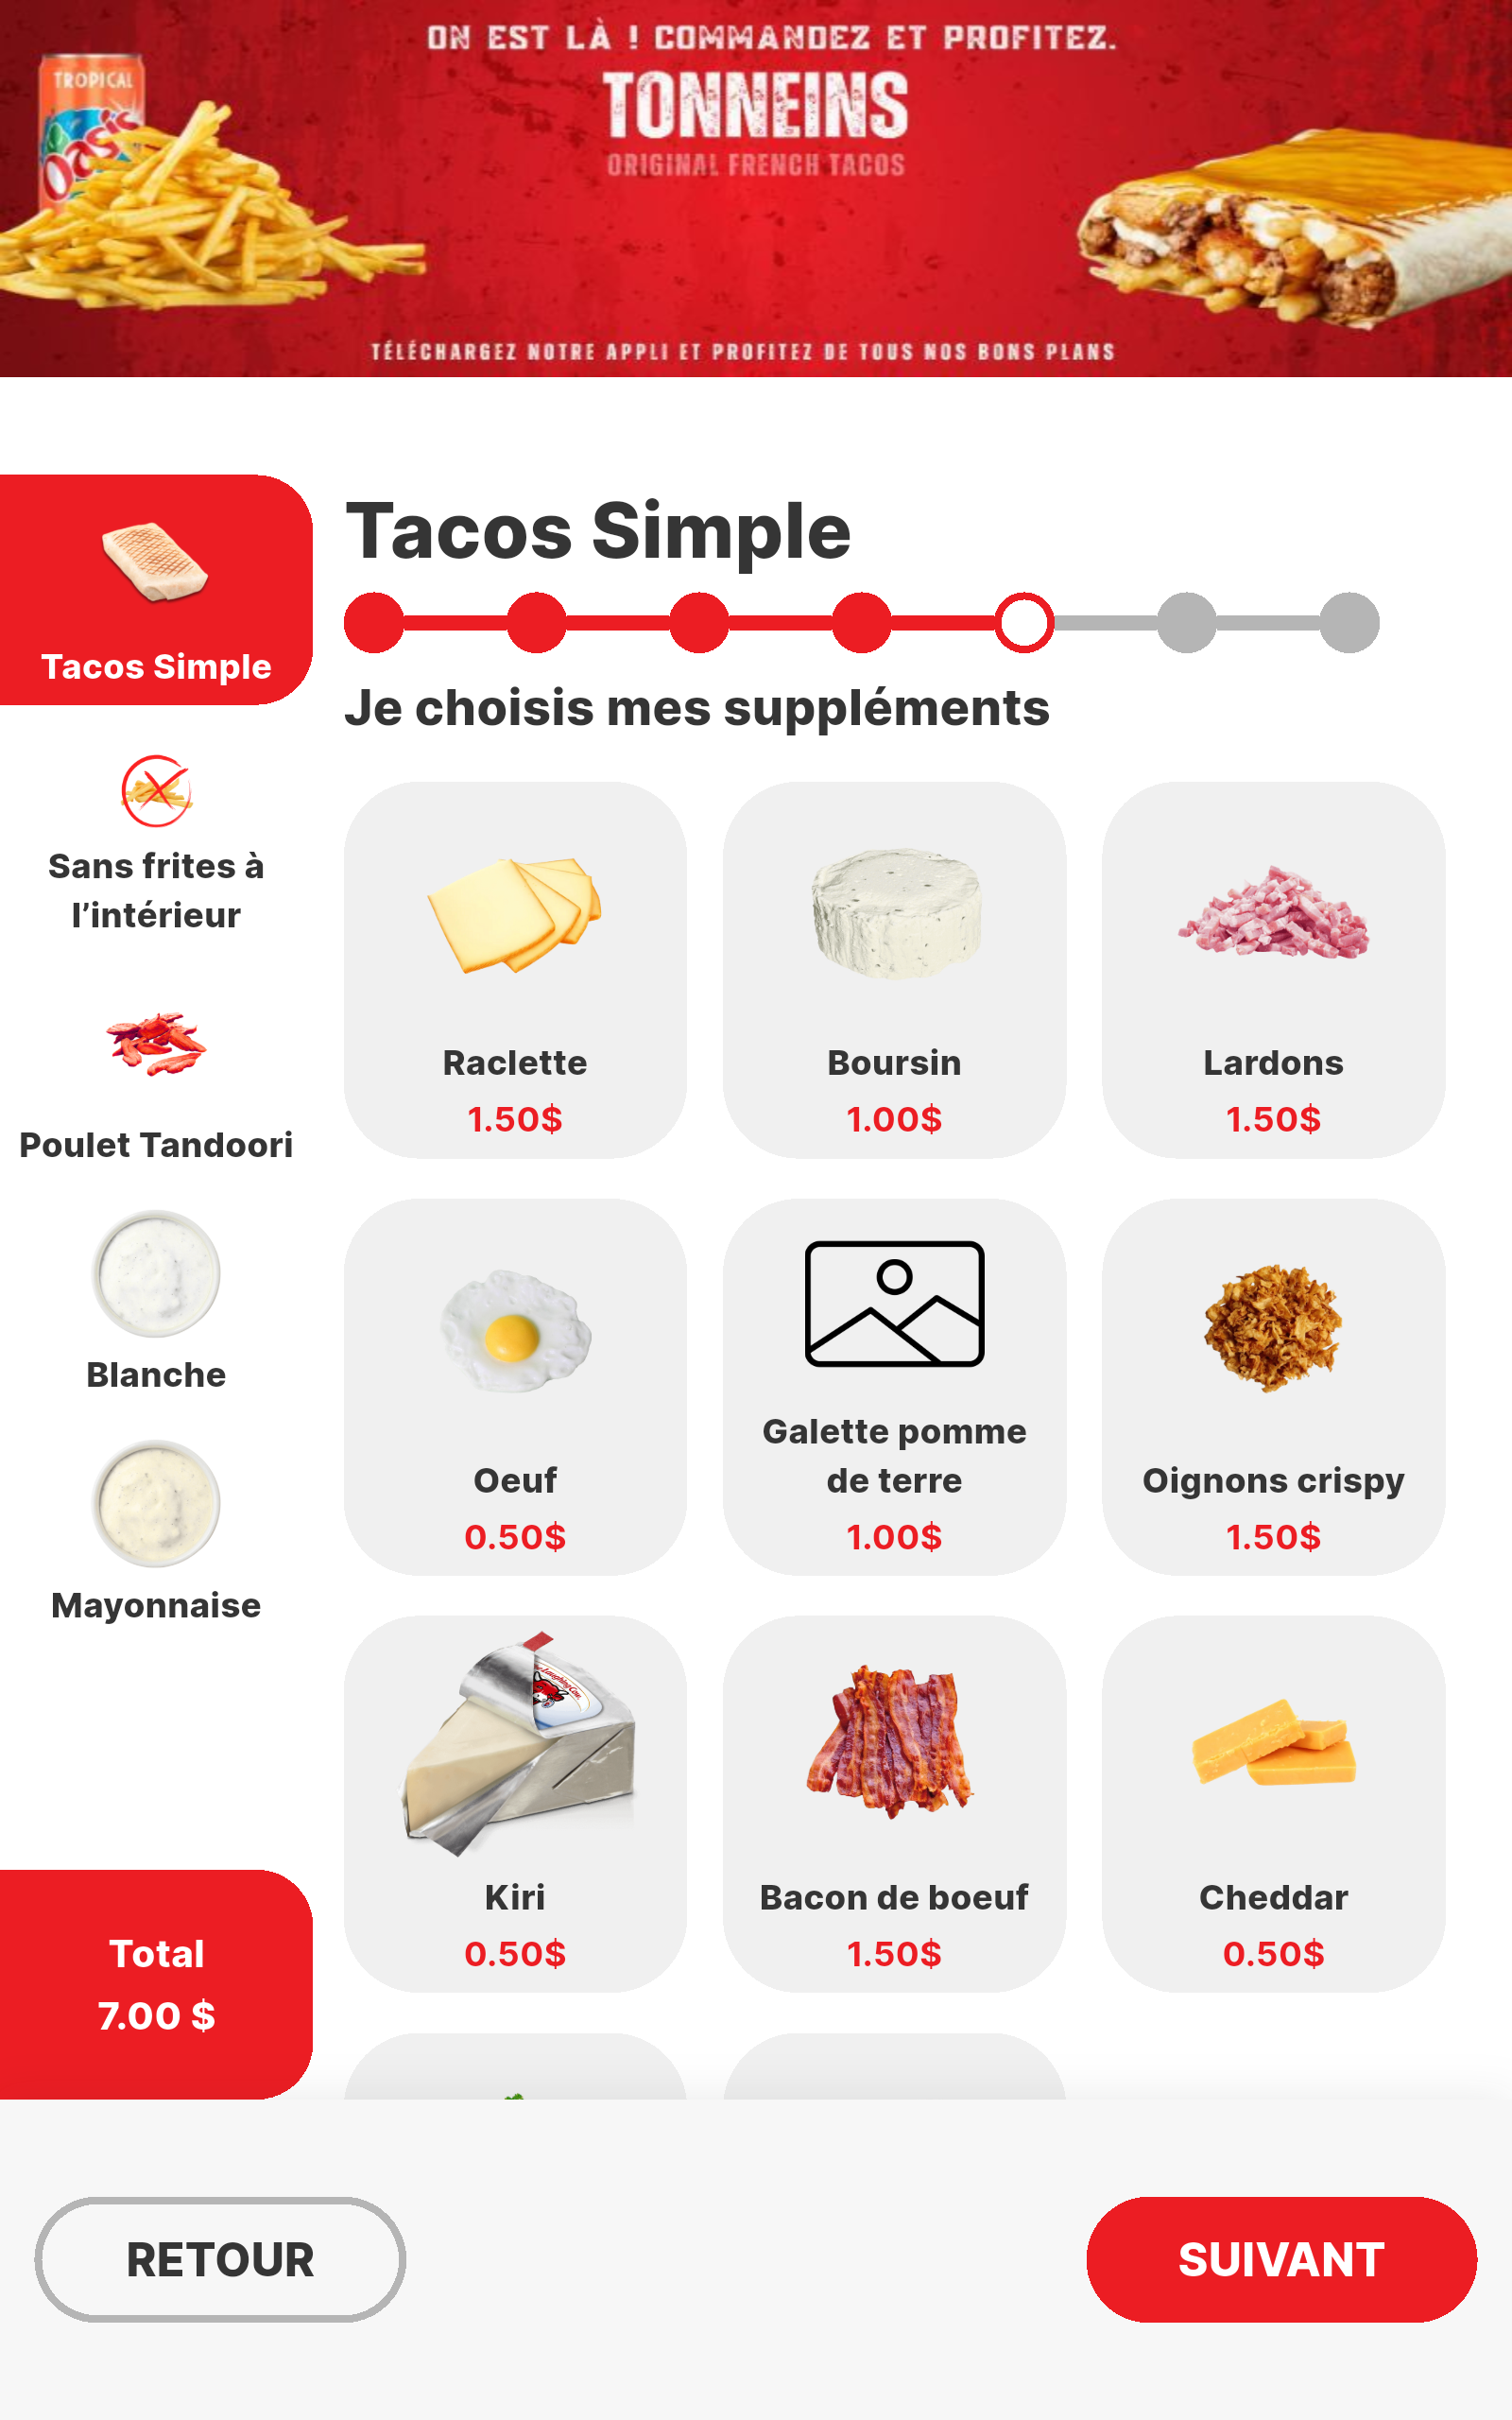 ON EST LÀ ! COMMANDEZ ET PROFITEZ.
TROPICAL
Oasis
TONNEINS
ORIGINAL FRENCH TACOS
TÉLÉCHARGEZ NOTRE APPLI ET PROFITEZ DE TOUS NOS BONS PLANS
Tacos Simple
Tacos Simple
Je choisis mes suppléments
Sans frites à
l’intérieur
Poulet Tandoori
Blanche
Mayonnaise
Raclette
1.50$
Boursin
1.00$
Lardons
1.50$
Oeuf
0.50$
Galette pomme
de terre
1.00$
Oignons crispy
1.50$
Kiri
0.50$
Bacon de boeuf
1.50$
Cheddar
0.50$
Total
7.00 $
RETOUR
SUIVANT